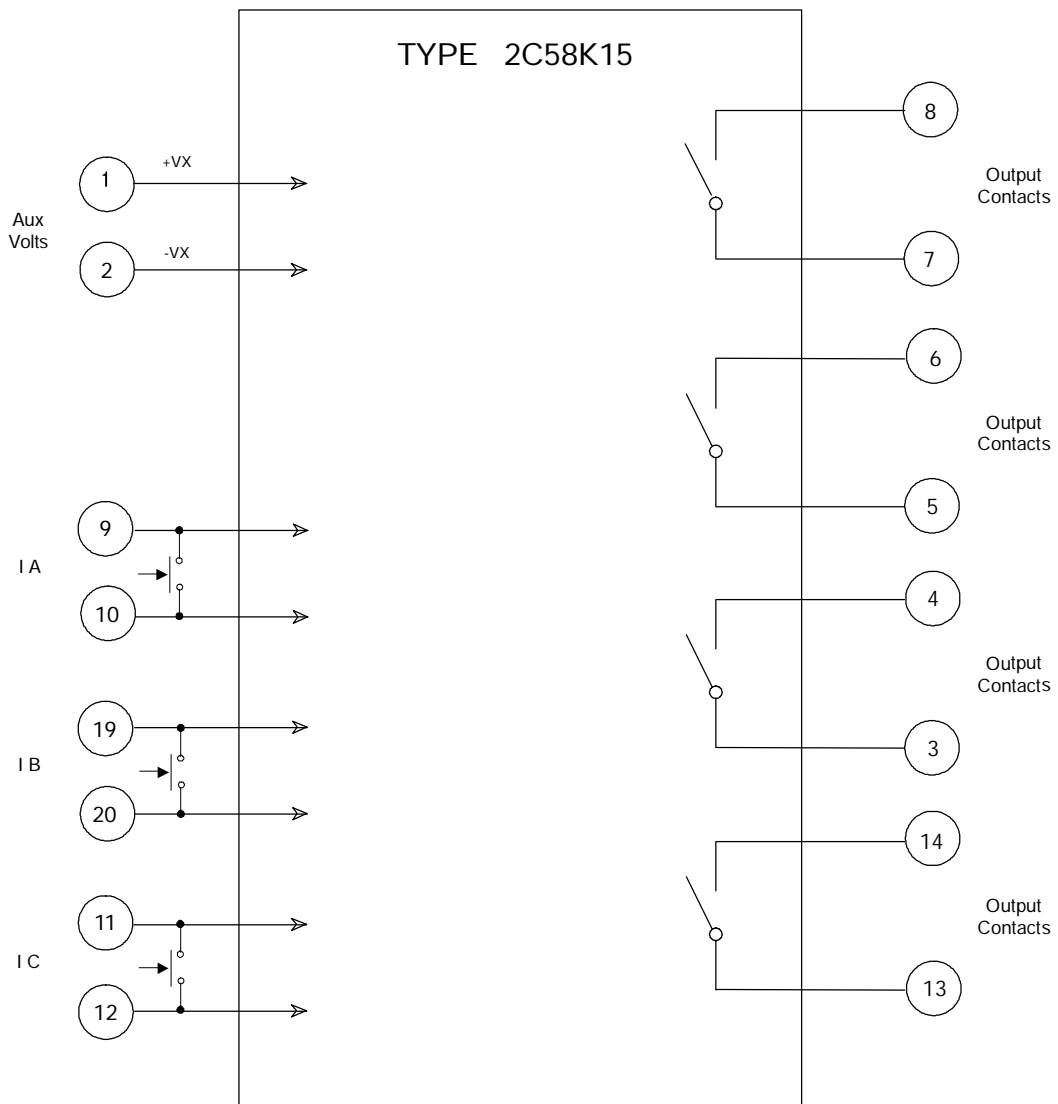 TYPE 2C58K15
8
Output
Contacts
7
1
+VX
Aux
Volts
2
-VX
6
Output
Contacts
5
9
I A
10
4
Output
Contacts
3
19
I B
20
14
Output
Contacts
13
11
I C
12